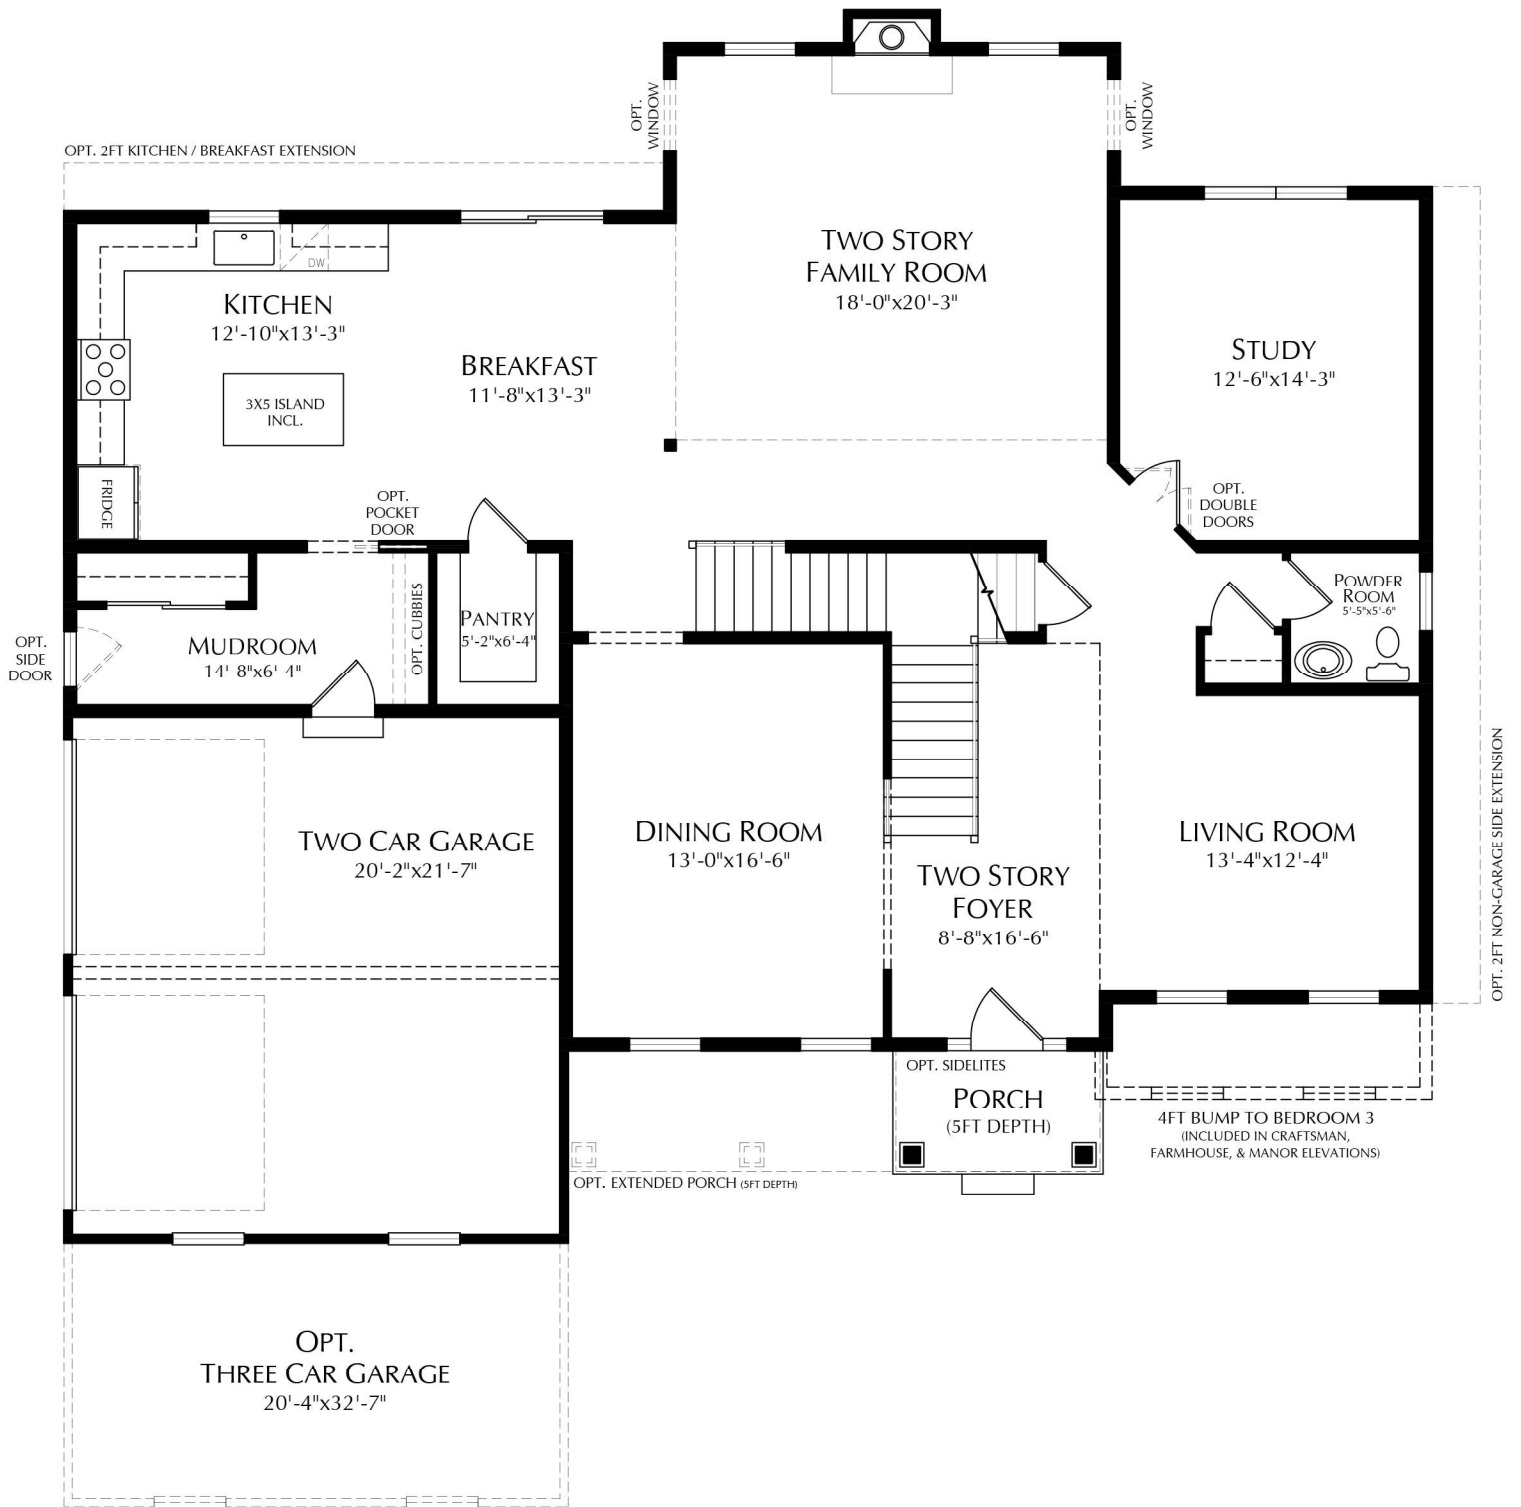 OPT.
WINDOW
OPT.
WINDOW
OPT. 2FT KITCHEN / BREAKFAST EXTENSION
TWO STORY
FAMILY ROOM
18'-0"x20'-3"
DW
KITCHEN
12'-10"x13'-3"
BREAKFAST
11'-8"x13'-3"
3X5 ISLAND
INCL.
STUDY
12'-6"x14'-3"
FRIDGE
OPT.
POCKET
DOOR
OPT.
DOUBLE
DOORS
OPT.
SIDE
DOOR
MUDROOM
14'-8"x6'-4"
OPT. CUBBIES
PANTRY
5'-2"x6'-4"
POWDER
ROOM
5'-5"x5'-6"
TWO CAR GARAGE
20'-2"x21'-7"
DINING ROOM
13'-0"x16'-6"
TWO STORY
FOYER
8'-8"x16'-6"
LIVING ROOM
13'-4"x12'-4"
OPT. 2FT NON-GARAGE SIDE EXTENSION
OPT. SIDELITES
PORCH
(5FT DEPTH)
4FT BUMP TO BEDROOM 3
(INCLUDED IN CRAFTSMAN,
FARMHOUSE, & MANOR ELEVATIONS)
OPT. EXTENDED PORCH (5FT DEPTH)
OPT.
THREE CAR GARAGE
20'-4"x32'-7"